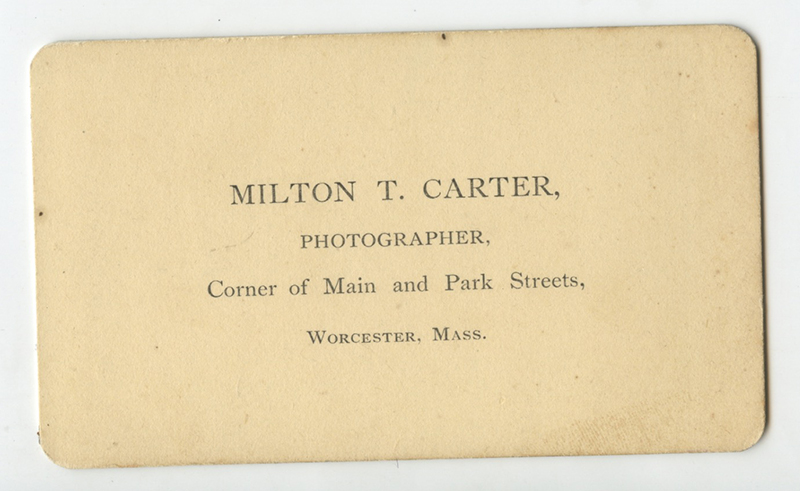 MILTON T. CARTER,
PHOTOGRAPHER,
Corner of Main and Park Streets,
WORCESTER, MASS.